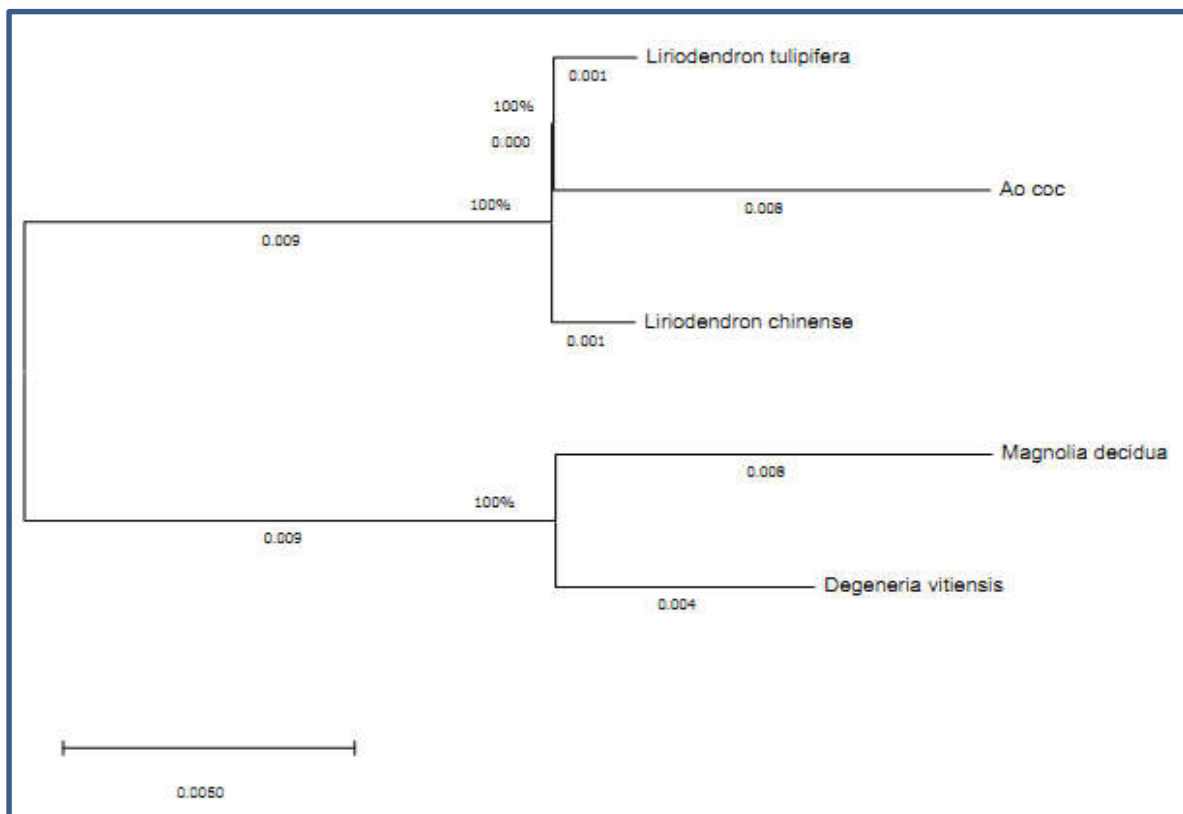 Liriodendron tulipifera
0.001
100%
0.000
Ao coc
100%
0.008
0.009
Liriodendron chinense
0.001
Magnolia decidua
0.008
100%
0.009
Degeneria vitiensis
0.004
0.0050